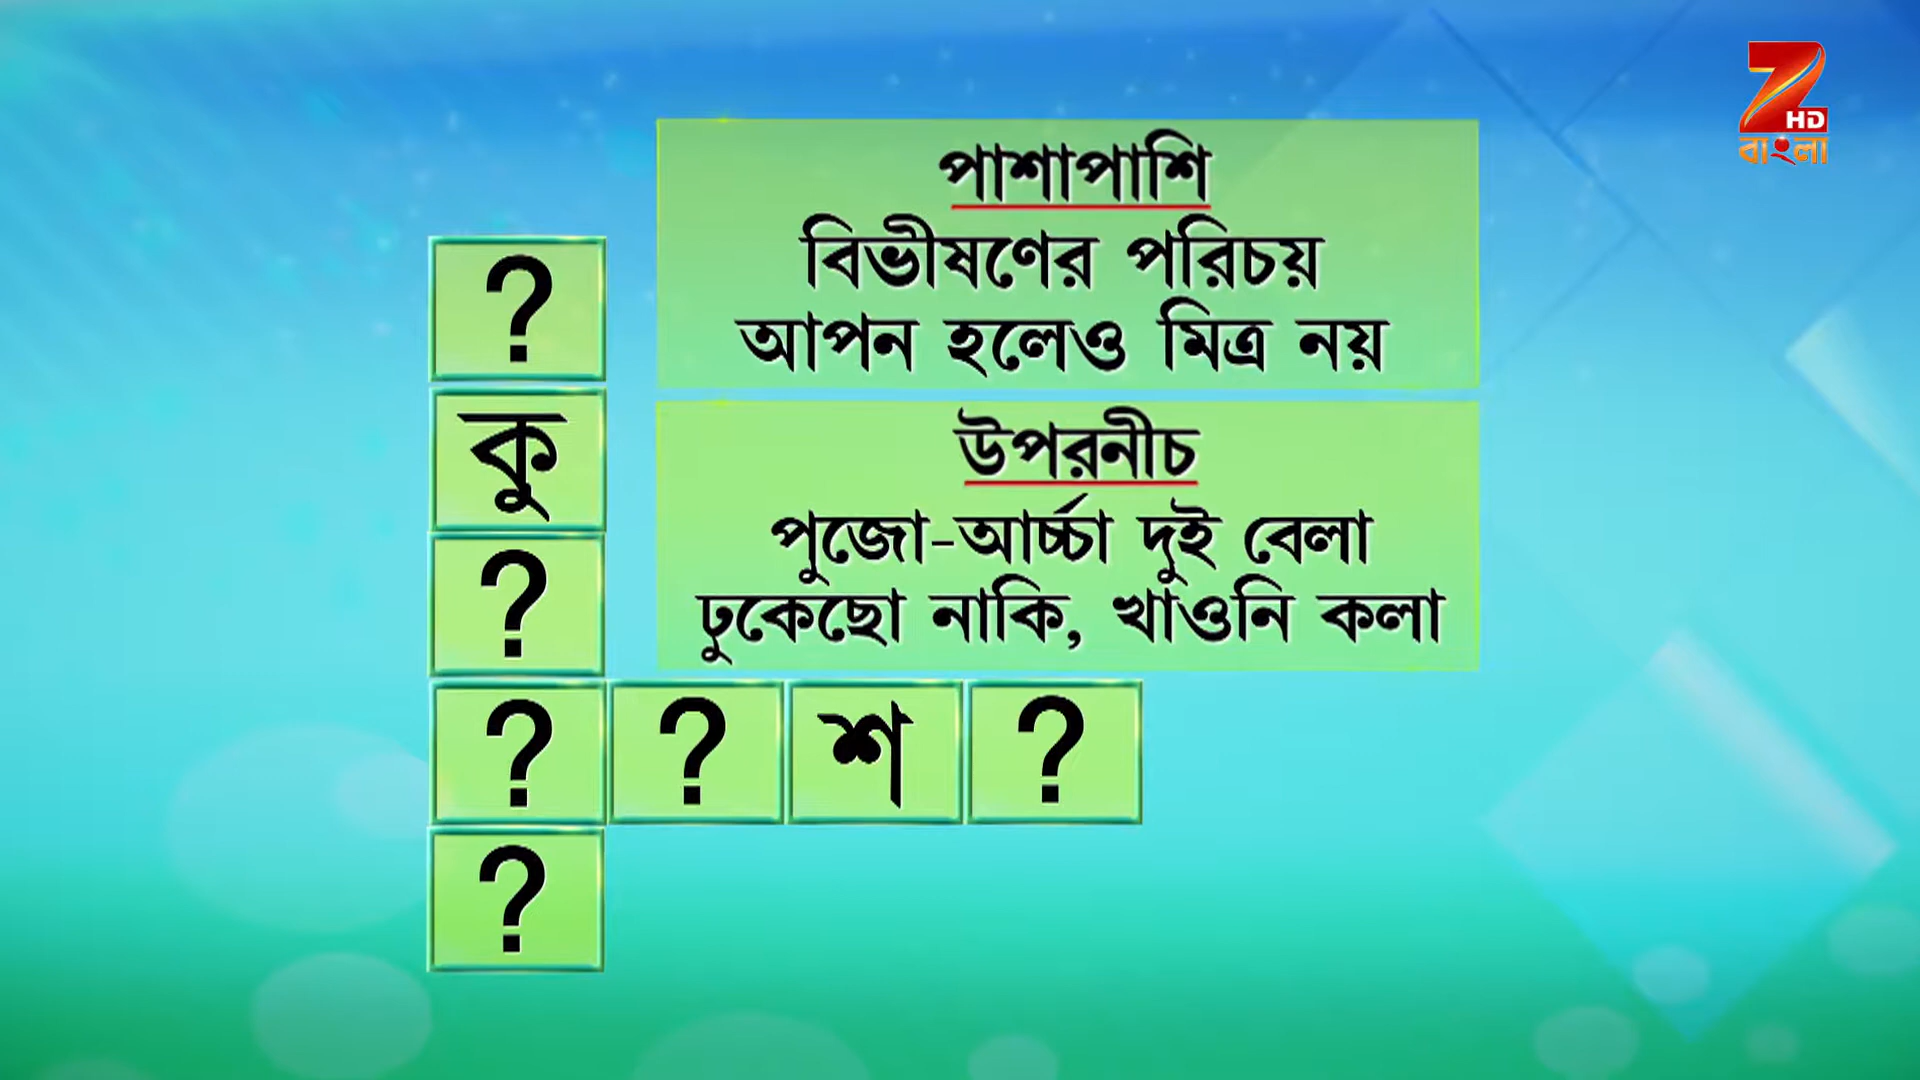 HD
বাংলা
পাশাপাশি
বিভীষণের পরিচয়
আপন হলেও মিত্র নয়
উপরনীচ
পুজো-আর্চ্চা দুই বেলা
ঢুকেছো নাকি, খাওনি কলা
?
কু
?
? ? শ ?
?